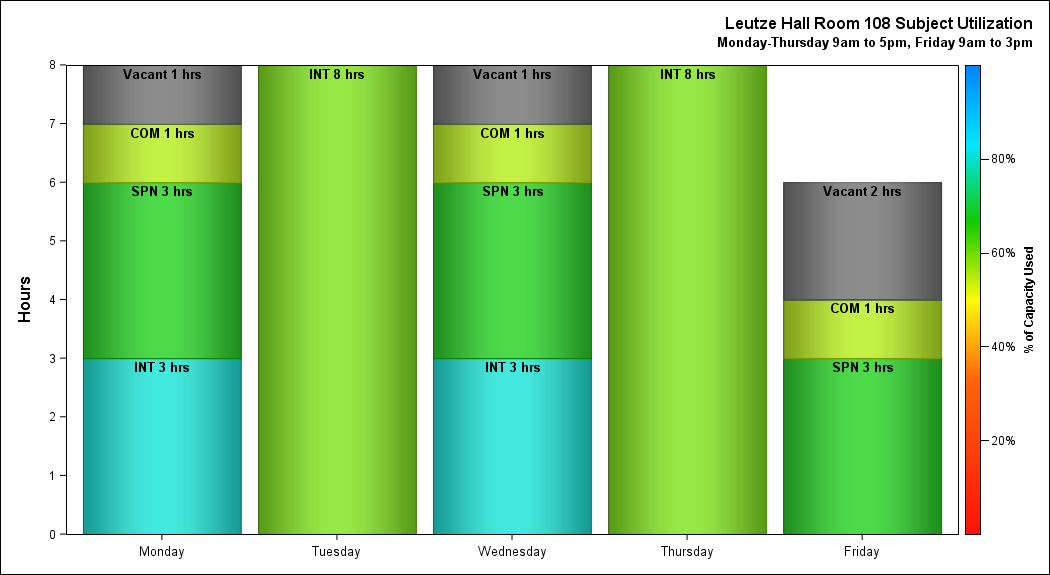 Leutze Hall Room 108 Subject Utilization
Monday-Thursday 9am to 5pm, Friday 9am to 3pm
Hours
8
7
6
5
4
3
2
1
0
Vacant 1 hrs
COM 1 hrs
SPN 3 hrs
INT 3 hrs
INT 8 hrs
Vacant 1 hrs
COM 1 hrs
SPN 3 hrs
INT 3 hrs
INT 8 hrs
Vacant 2 hrs
COM 1 hrs
SPN 3 hrs
Monday
Tuesday
Wednesday
Thursday
Friday
80%
60%
40%
20%
% of Capacity Used